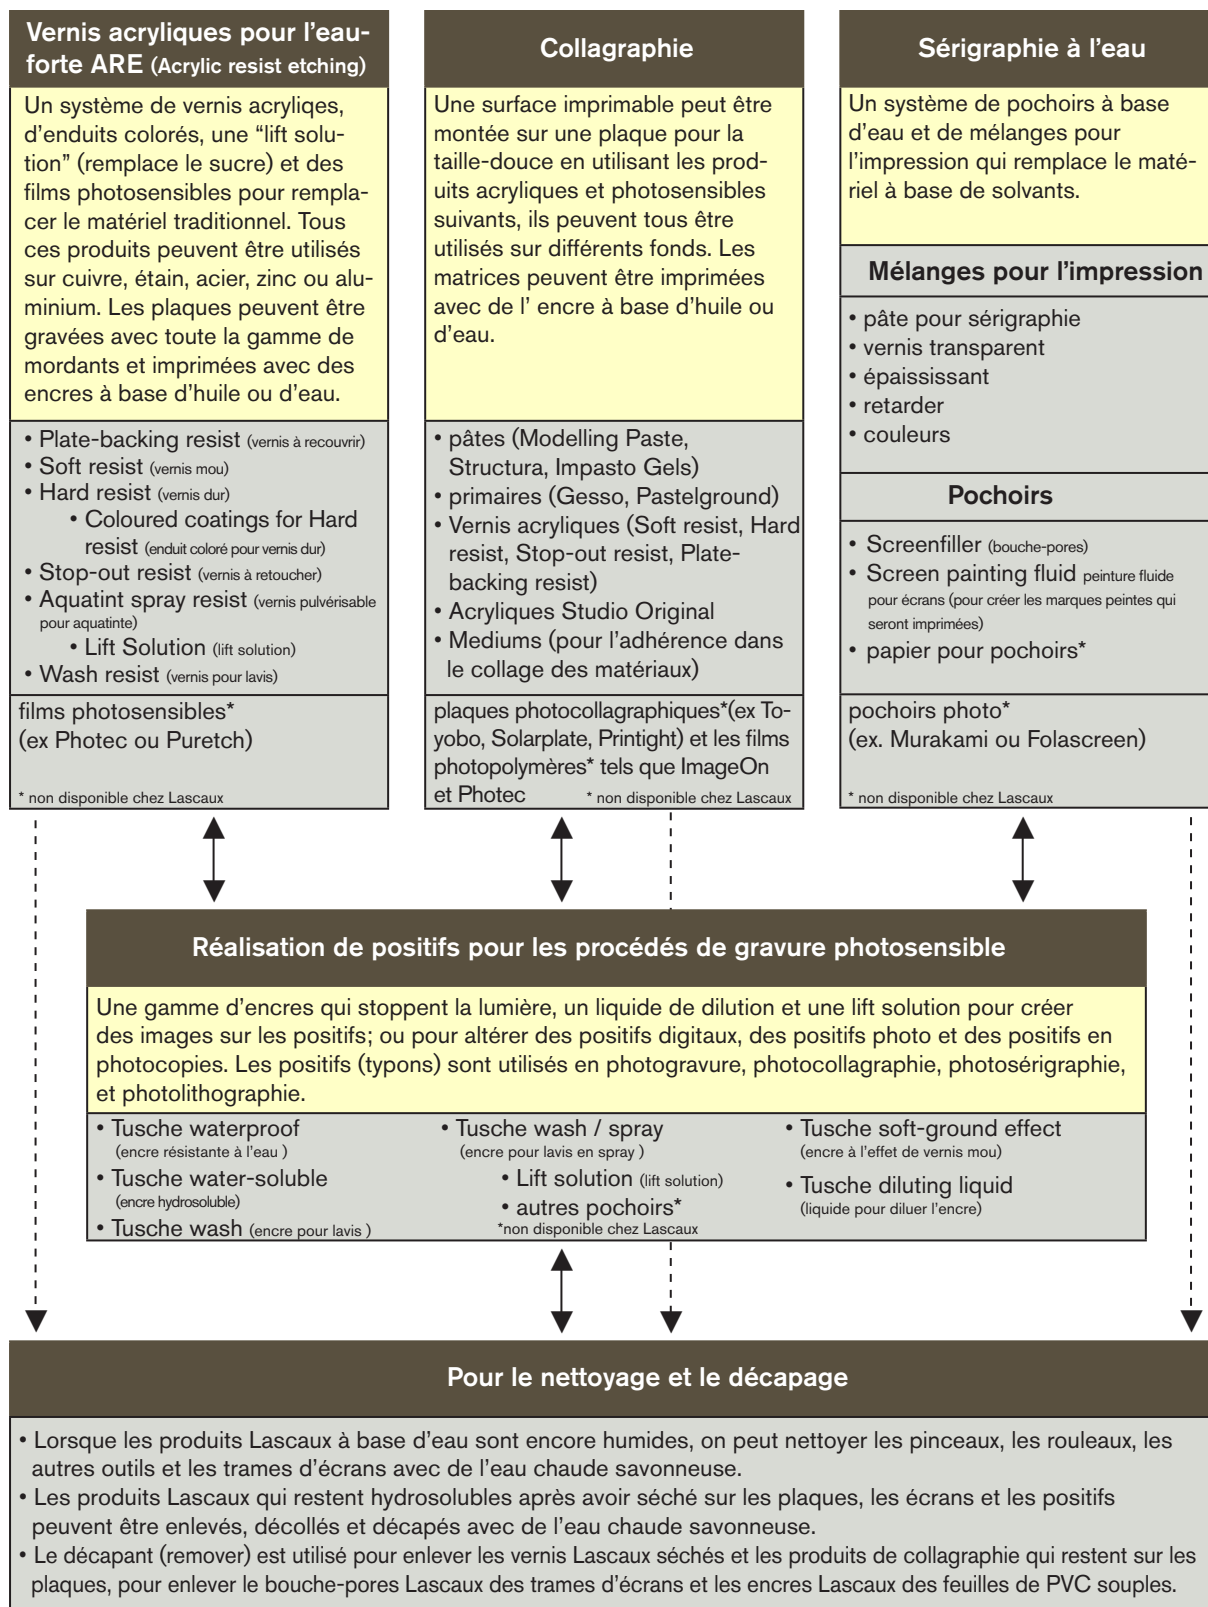 Vernis acryliques pour l’eau-
forte ARE (Acrylic resist etching)
Un système de vernis acryliqes,
d’enduits colorés, une “lift solu-
tion” (remplace le sucre) et des
films photosensibles pour rempla-
cer le matériel traditionnel. Tous
ces produits peuvent être utilisés
sur cuivre, étain, acier, zinc ou alu-
minium. Les plaques peuvent être
gravées avec toute la gamme de
mordants et imprimées avec des
encres à base d’huile ou d’eau.
• Plate-backing resist (vernis à recouvrir)
• Soft resist (vernis mou)
• Hard resist (vernis dur)
• Coloured coatings for Hard
resist (enduit coloré pour vernis dur)
• Stop-out resist (vernis à retoucher)
• Aquatint spray resist (vernis pulvérisable
pour aquatinte)
• Lift Solution (lift solution)
• Wash resist (vernis pour lavis)
films photosensibles*
(ex Photec ou Puretch)
* non disponible chez Lascaux
Collagraphie
Une surface imprimable peut être
montée sur une plaque pour la
taille-douce en utilisant les prod-
uits acryliques et photosensibles
suivants, ils peuvent tous être
utilisés sur différents fonds. Les
matrices peuvent être imprimées
avec de l’ encre à base d’huile ou
d’eau.
• pâtes (Modelling Paste,
Structura, Impasto Gels)
• primaires (Gesso, Pastelground)
• Vernis acryliques (Soft resist, Hard
resist, Stop-out resist, Plate-
backing resist)
• Acryliques Studio Original
• Mediums (pour l’adhérence dans
le collage des matériaux)
plaques photocollagraphiques*(ex To-
yobo, Solarplate, Printight) et les films
photopolymères* tels que ImageOn
et Photec * non disponible chez Lascaux
Sérigraphie à l’eau
Un système de pochoirs à base
d’eau et de mélanges pour
l’impression qui remplace le maté-
riel à base de solvants.
Mélanges pour l’impression
• pâte pour sérigraphie
• vernis transparent
• épaississant
• retarder
• couleurs
Pochoirs
• Screenfiller (bouche-pores)
• Screen painting fluid peinture fluide
pour écrans (pour créer les marques peintes qui
seront imprimées)
• papier pour pochoirs*
pochoirs photo*
(ex. Murakami ou Folascreen)
* non disponible chez Lascaux
Réalisation de positifs pour les procédés de gravure photosensible
Une gamme d’encres qui stoppent la lumière, un liquide de dilution et une lift solution pour créer
des images sur les positifs; ou pour altérer des positifs digitaux, des positifs photo et des positifs en
photocopies. Les positifs (typons) sont utilisés en photogravure, photocollagraphie, photosérigraphie,
et photolithographie.
• Tusche waterproof
(encre résistante à l’eau )
• Tusche water-soluble
(encre hydrosoluble)
• Tusche wash (encre pour lavis )
• Tusche wash / spray
(encre pour lavis en spray )
• Lift solution (lift solution)
• autres pochoirs*
*non disponible chez Lascaux
• Tusche soft-ground effect
(encre à l’effet de vernis mou)
• Tusche diluting liquid
(liquide pour diluer l’encre)
Pour le nettoyage et le décapage
• Lorsque les produits Lascaux à base d’eau sont encore humides, on peut nettoyer les pinceaux, les rouleaux, les
autres outils et les trames d’écrans avec de l’eau chaude savonneuse.
• Les produits Lascaux qui restent hydrosolubles après avoir séché sur les plaques, les écrans et les positifs
peuvent être enlevés, décollés et décapés avec de l’eau chaude savonneuse.
• Le décapant (remover) est utilisé pour enlever les vernis Lascaux séchés et les produits de collagraphie qui restent sur les
plaques, pour enlever le bouche-pores Lascaux des trames d’écrans et les encres Lascaux des feuilles de PVC souples.